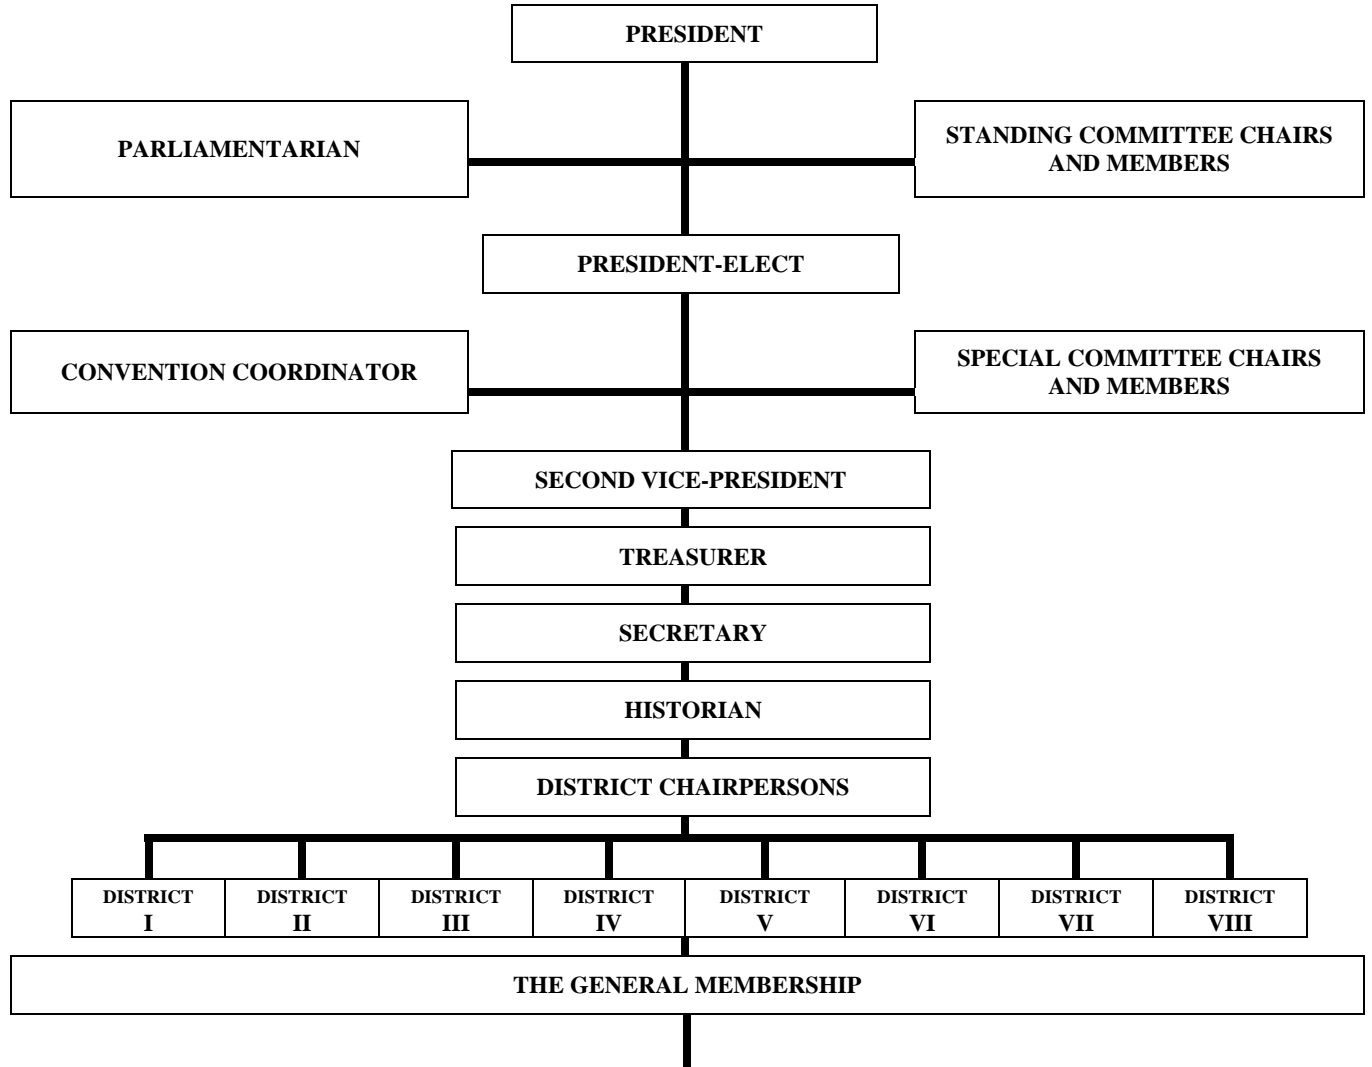 PRESIDENT
PARLIAMENTARIAN
STANDING COMMITTEE CHAIRS
AND MEMBERS
PRESIDENT-ELECT
CONVENTION COORDINATOR
SPECIAL COMMITTEE CHAIRS
AND MEMBERS
SECOND VICE-PRESIDENT
TREASURER
SECRETARY
HISTORIAN
DISTRICT CHAIRPERSONS
DISTRICT
I
DISTRICT
II
DISTRICT
III
DISTRICT
IV
DISTRICT
V
DISTRICT
VI
DISTRICT
VII
DISTRICT
VIII
THE GENERAL MEMBERSHIP